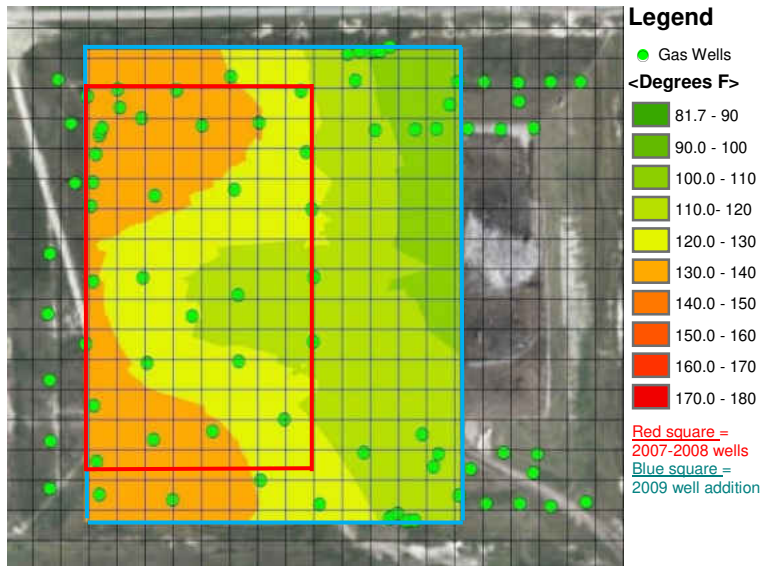 Legend
Gas Wells
<Degrees F>
81.7 - 90
90.0 - 100
100.0 - 110
110.0- 120
120.0 - 130
130.0 - 140
140.0 - 150
150.0 - 160
160.0 - 170
170.0 - 180
Red square =
2007-2008 wells
Blue square =
2009 well addition